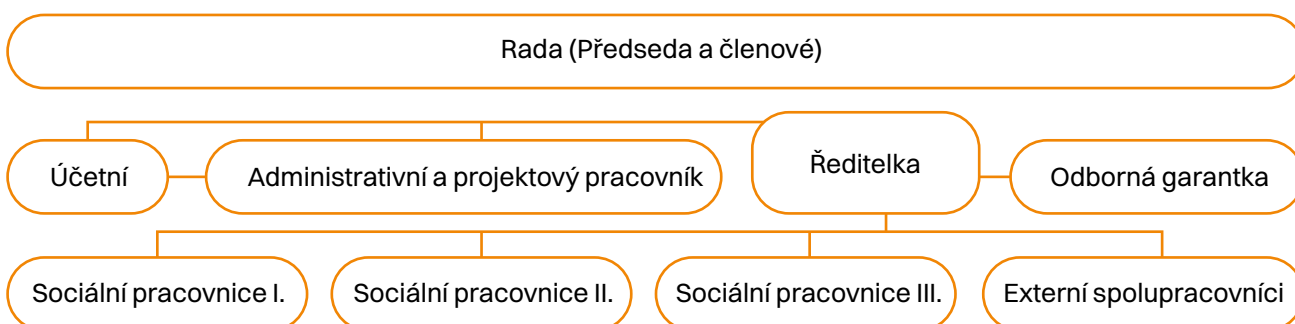 Rada (Předseda a členové)
Účetní
Administrativní a projektový pracovník
Ředitelka
Odborná garantka
Sociální pracovnice I.
Sociální pracovnice II.
Sociální pracovnice III.
Externí spolupracovníci